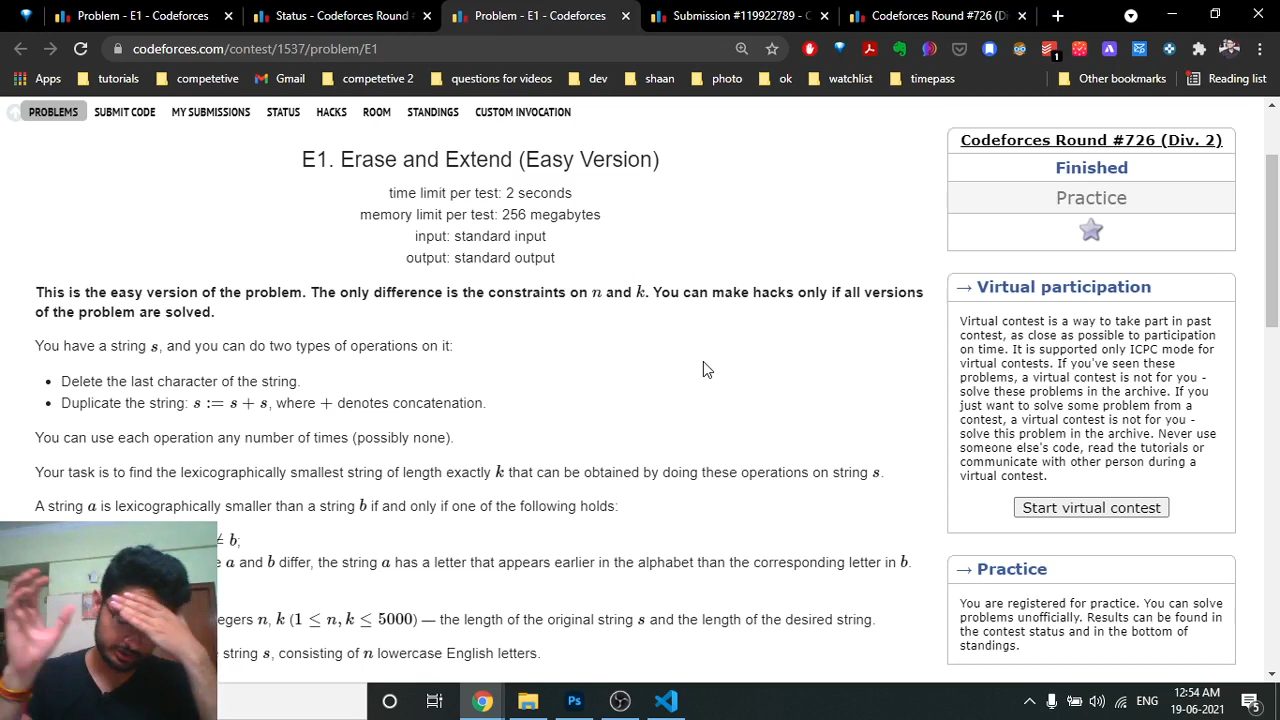 Problem - E1 - Codeforces
Status - Codeforces Round
Problem - E1 - Codeforces
Submission #119922789 - C
Codeforces Round #726 (Div.
codeforces.com/contest/1537/problem/E1
1
Apps
tutorials
competetive
Gmail
competetive 2
questions for videos
dev
shaan
photo
ok
watchlist
timepass
Other bookmarks
Reading list
PROBLEMS
SUBMIT CODE
MY SUBMISSIONS
STATUS
HACKS
ROOM
STANDINGS
CUSTOM INVOCATION
E1. Erase and Extend (Easy Version)
time limit per test: 2 seconds
memory limit per test: 256 megabytes
input: standard input
output: standard output
This is the easy version of the problem. The only difference is the constraints on n and k. You can make hacks only if all versions
of the problem are solved.
You have a string s, and you can do two types of operations on it:
• Delete the last character of the string.
• Duplicate the string: s := s + s, where + denotes concatenation.
You can use each operation any number of times (possibly none).
Your task is to find the lexicographically smallest string of length exactly k that can be obtained by doing these operations on string s.
A string a is lexicographically smaller than a string b if and only if one of the following holds:
≠ b;
a and b differ, the string a has a letter that appears earlier in the alphabet than the corresponding letter in b.
egers n, k (1 ≤ n, k ≤ 5000) — the length of the original string s and the length of the desired string.
string s, consisting of n lowercase English letters.
Codeforces Round #726 (Div. 2)
Finished
Practice
→ Virtual participation
Virtual contest is a way to take part in past
contest, as close as possible to participation
on time. It is supported only ICPC mode for
virtual contests. If you've seen these
problems, a virtual contest is not for you -
solve these problems in the archive. If you
just want to solve some problem from a
contest, a virtual contest is not for you -
solve this problem in the archive. Never use
someone else's code, read the tutorials or
communicate with other person during a
virtual contest.
Start virtual contest
→ Practice
You are registered for practice. You can solve
problems unofficially. Results can be found in
the contest status and in the bottom of
standings.
Ps
ENG
12:54 AM
19-06-2021
5